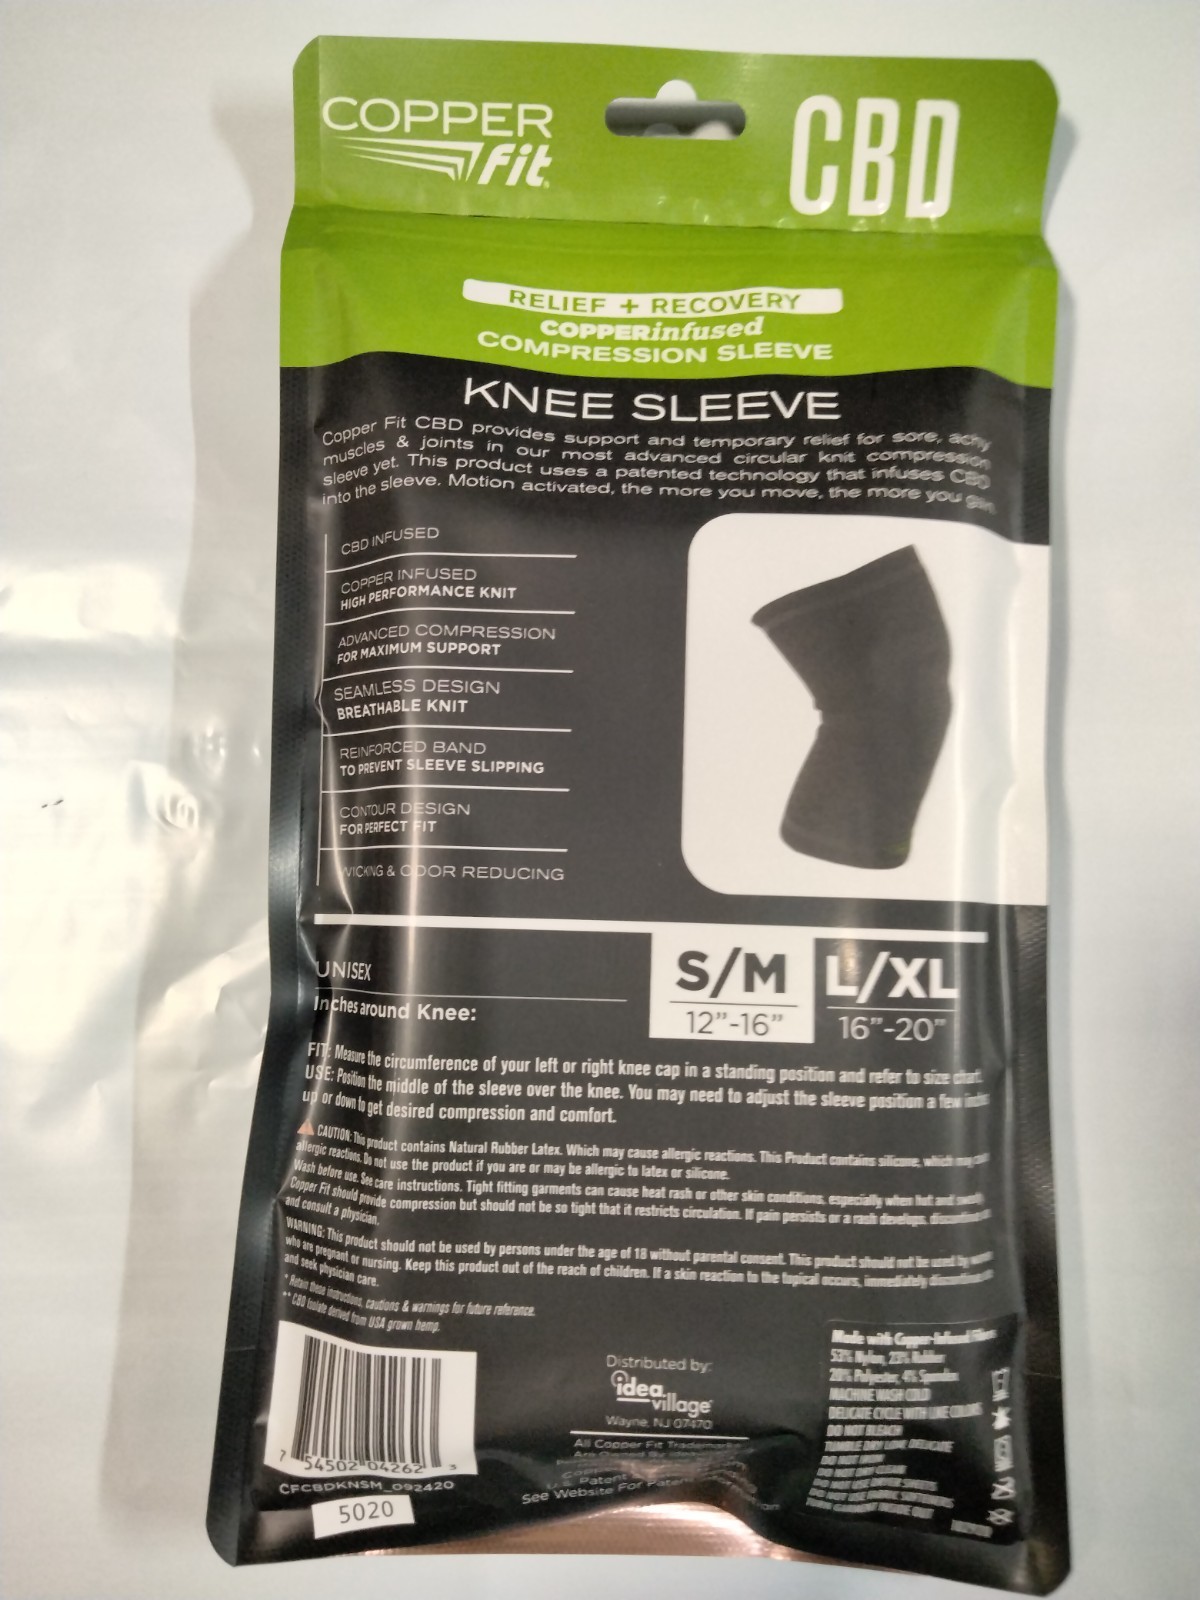 COPPER
Fit
CBD
RELIEF + RECOVERY
COPPERinfused
COMPRESSION SLEEVE
KNEE SLEEVE
Copper Fit CBD provides support and temporary relief for sore, achy
muscles & joints in our most advanced circular knit compression
sleeve yet. This product uses a patented technology that infuses CBD
into the sleeve. Motion activated, the more you move, the more you gain
CBD INFUSED
COPPER INFUSED
HIGH PERFORMANCE KNIT
ADVANCED COMPRESSION
FOR MAXIMUM SUPPORT
SEAMLESS DESIGN
BREATHABLE KNIT
REINFORCED BAND
TO PREVENT SLEEVE SLIPPING
CONTOUR DESIGN
FOR PERFECT FIT
WICKING & ODOR REDUCING
UNISEX
Inches around Knee:
S/M
12"-16"
L/XL
16"-20"
FIT: Measure the circumference of your left or right knee cap in a standing position and refer to size chart.
USE: Position the middle of the sleeve over the knee. You may need to adjust the sleeve position a few inches
up or down to get desired compression and comfort.
CAUTION: This product contains Natural Rubber Latex. Which may cause allergic reactions. This Product contains silicone, which may
allergic reactions. Do not use the product if you are or may be allergic to latex or silicone.
Wash before use. See care instructions. Tight fitting garments can cause heat rash or other skin conditions, especially when hot and sweaty
Copper Fit should provide compression but should not be so tight that it restricts circulation. If pain persists or a rash develops, discontinue
and consult a physician.
WARNING: This product should not be used by persons under the age of 18 without parental consent. This product should not be used by
who are pregnant or nursing. Keep this product out of the reach of children. If a skin reaction to the topical occurs, immediately discontinue
and seek physician care.
* Retain these instructions, cautions & warnings for future reference.
** CBD Isolate derived from USA grown hemp.
7 54502 04262 3
CFCBDKNSM_092420
5020
Distributed by:
idea village
Wayne, NJ 07470
All Copper Fit Trademarks
U.S. Patent
See Website For Patent
Made with Copper-Infused
53% Nylon, 23% Rubber
20% Polyester, 4% Spandex
MACHINE WASH COLD
DELICATE CYCLE WITH LIKE COLORS
DO NOT BLEACH
TUMBLE DRY LOW DELICATE
DO NOT IRON
DO NOT DRY CLEAN